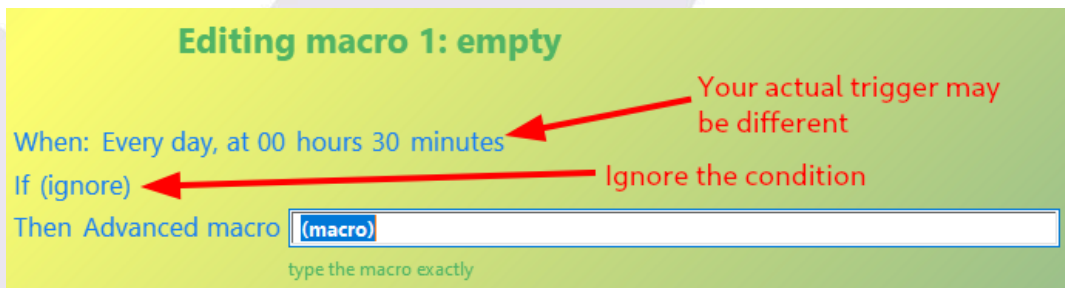 Editing macro 1: empty
Your actual trigger may
be different
When: Every day, at 00 hours 30 minutes
If (ignore)
Ignore the condition
Then Advanced macro (macro)
type the macro exactly